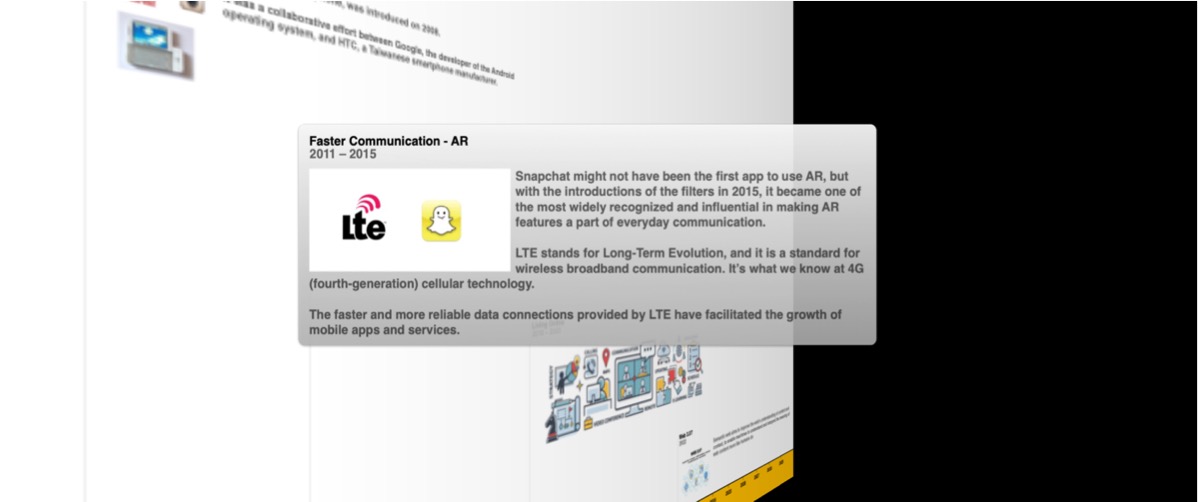 was introduced on 2008.
was a collaborative effort between Google, the developer of the Android
operating system, and HTC, a Taiwanese smartphone manufacturer.
Faster Communication - AR
2011 – 2015
Snapchat might not have been the first app to use AR, but
with the introductions of the filters in 2015, it became one of
the most widely recognized and influential in making AR
features a part of everyday communication.
Lte
LTE stands for Long-Term Evolution, and it is a standard for
wireless broadband communication. It's what we know at 4G
(fourth-generation) cellular technology.
The faster and more reliable data connections provided by LTE have facilitated the growth of
mobile apps and services.
STRATEGY
VIDEO CONFERENCE